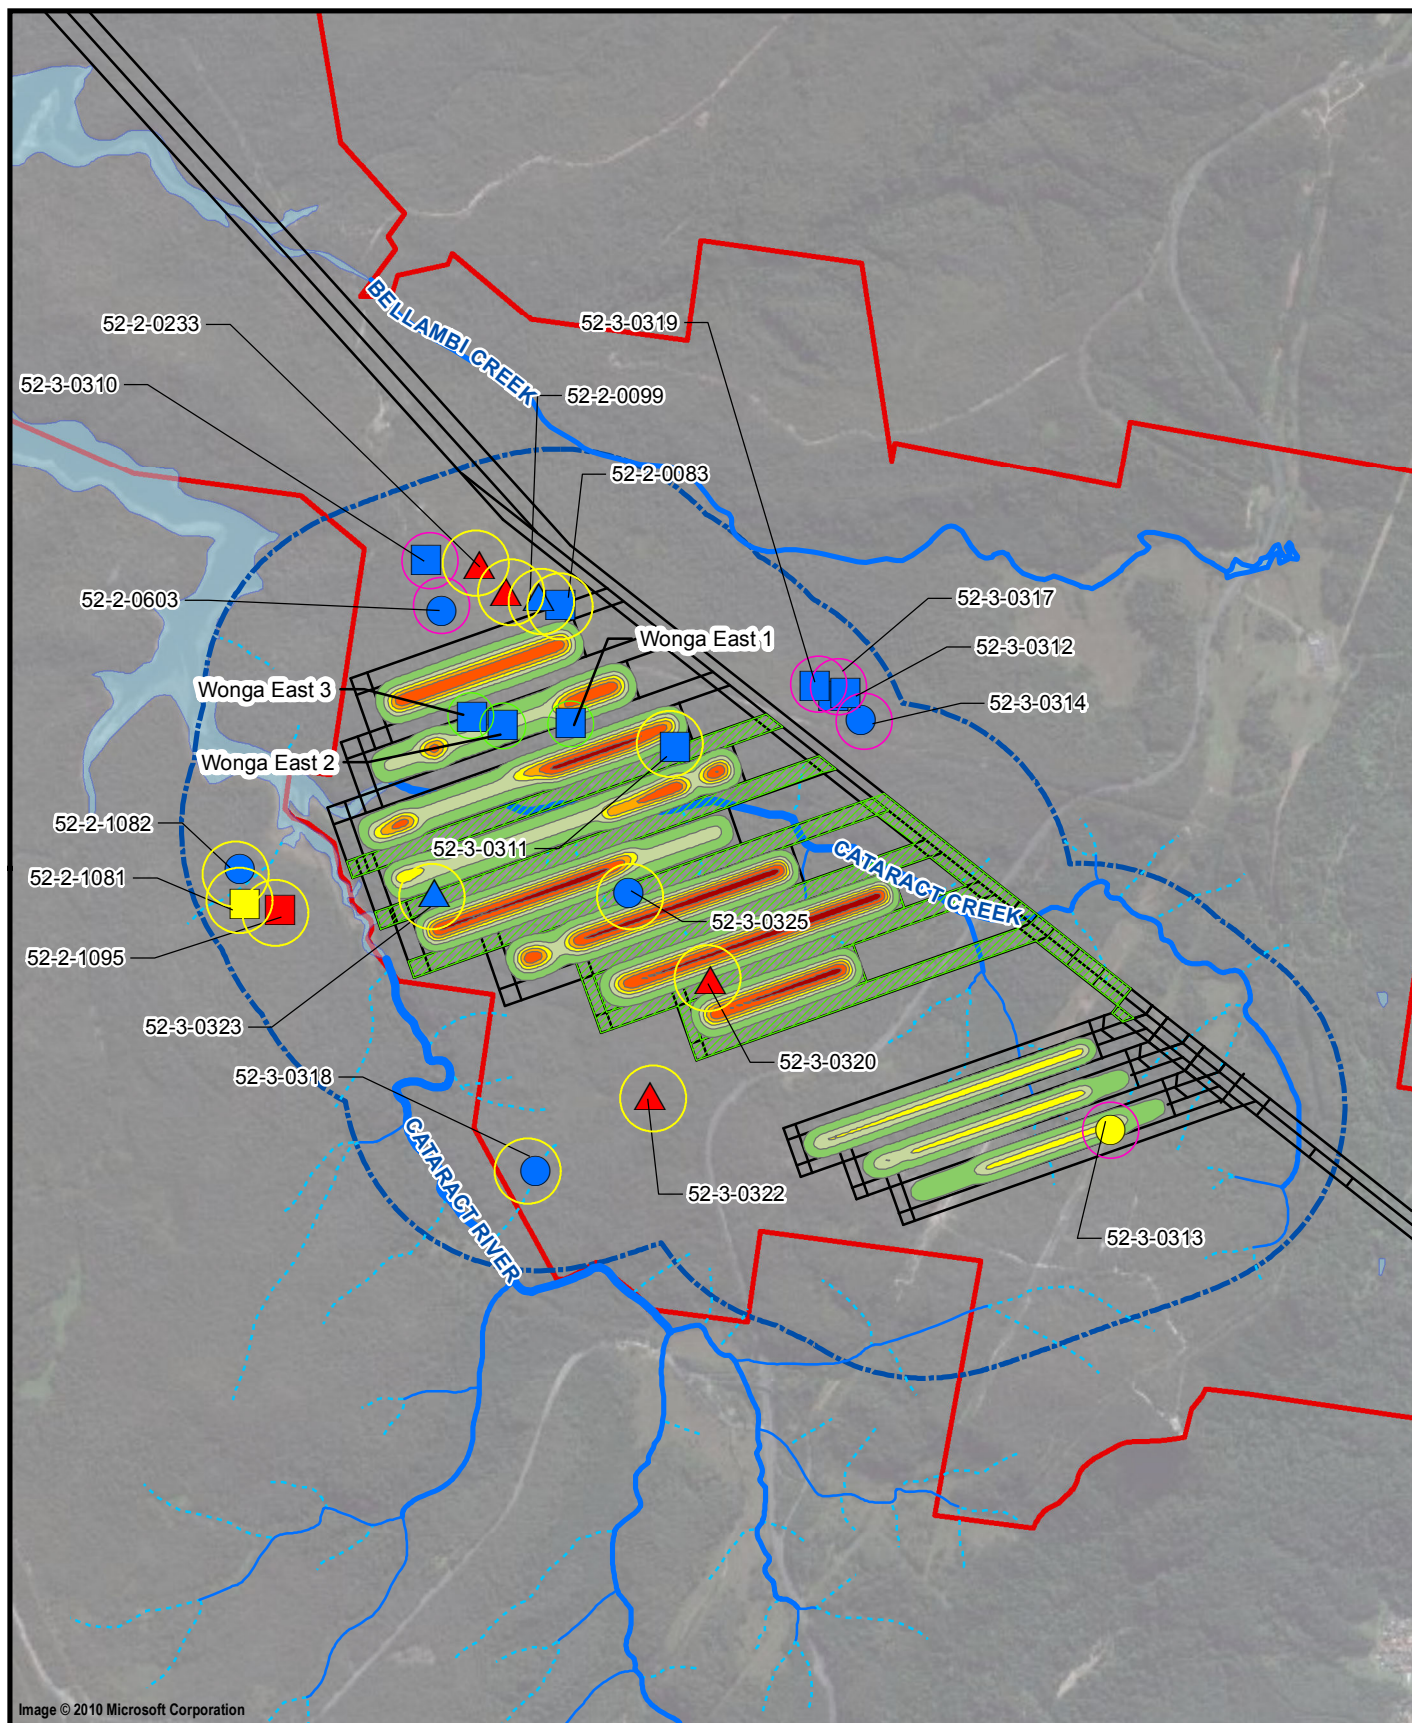 52-2-0233
52-3-0319
BELLAMBI CREEK
52-3-0310
52-2-0099
52-2-0083
52-2-0603
52-3-0317
Wonga East 1
52-3-0312
Wonga East 3
52-3-0314
Wonga East 2
52-2-1082
52-3-0311
CATARACT CREEK
52-2-1081
52-3-0325
52-2-1095
52-3-0323
52-3-0320
52-3-0318
CATARACT RIVER
52-3-0322
52-3-0313
Image © 2010 Microsoft Corporation